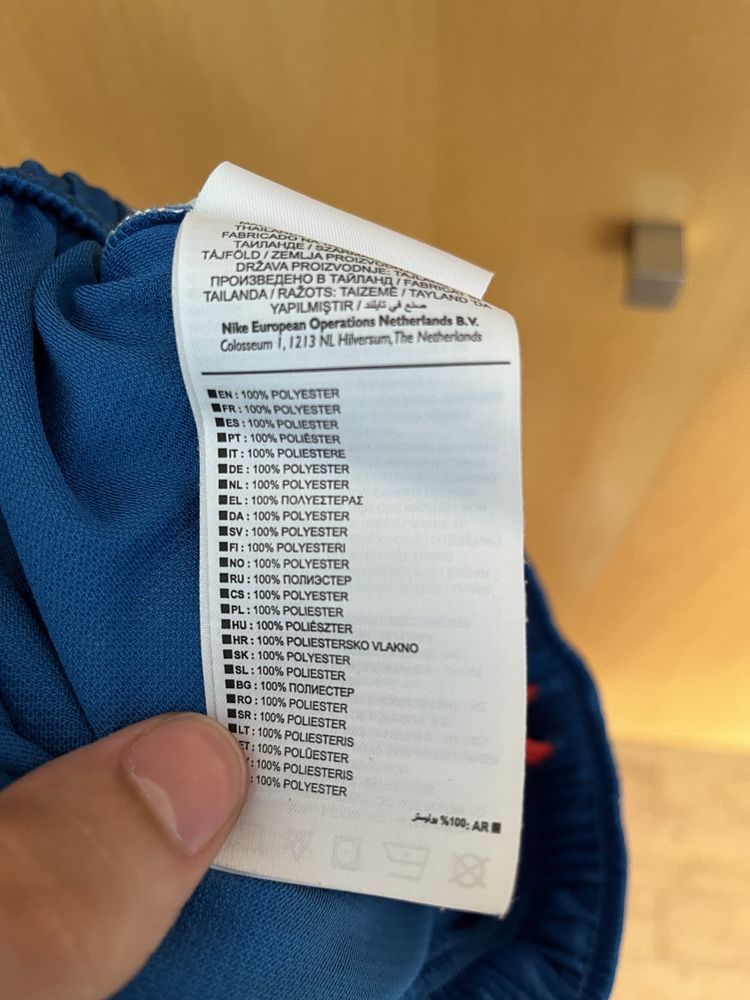 THAILAND
FABRICADO
ТАИЛАНДЕ /
TÁJFÖLD / ZEMLJA PROIZVO
DRŽAVA PROIZVODNJE:
ПРОИЗВЕДЕНО В ТАЙЛАНД / FABRICAT
TAILANDA / RAŽOTS: TAIZEMĒ / TAYLAND'DA
YAPILMIŞTIR / صنع في تايلند
Nike European Operations Netherlands B.V.
Colosseum 1, 1213 NL Hilversum, The Netherlands
EN : 100% POLYESTER
FR : 100% POLYESTER
ES : 100% POLIESTER
PT : 100% POLIÉSTER
IT : 100% POLIESTERE
DE : 100% POLYESTER
NL : 100% POLYESTER
EL : 100% ΠΟΛΥΕΣΤΕΡΑΣ
DA : 100% POLYESTER
SV : 100% POLYESTER
FI : 100% POLYESTERI
NO : 100% POLYESTER
RU : 100% ПОЛИЭСТЕР
CS : 100% POLYESTER
PL : 100% POLIESTER
HU : 100% POLIÉSZTER
HR : 100% POLIESTERSKO VLAKNO
SK : 100% POLYESTER
SL : 100% POLIESTER
BG : 100% ПОЛИЕСТЕР
RO : 100% POLIESTER
SR : 100% POLIESTER
LT : 100% POLIESTERIS
ET : 100% POLÜESTER
: 100% POLIESTERIS
: 100% POLYESTER
AR :100% بوليستر